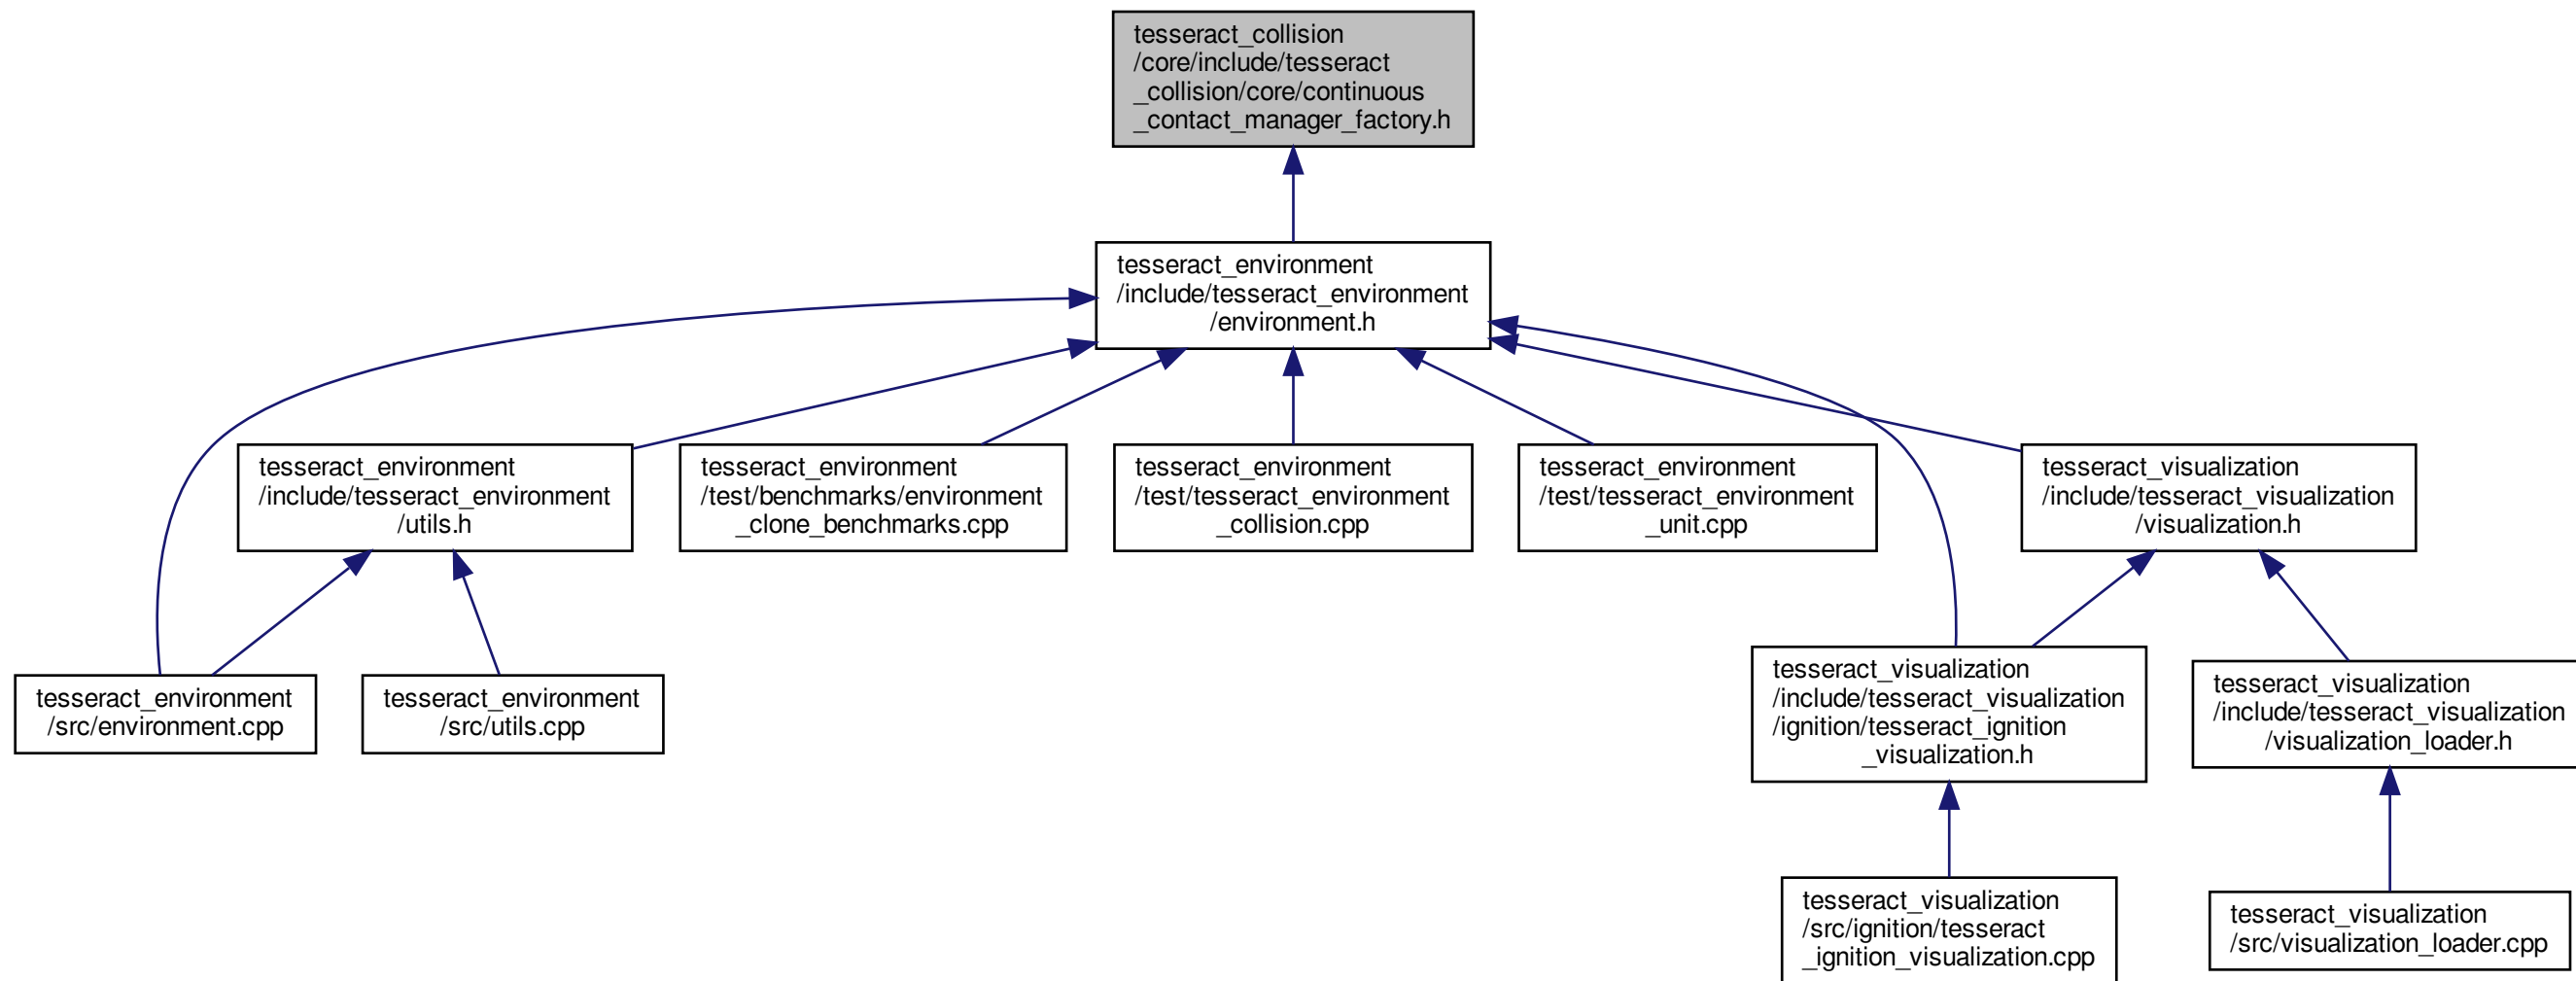 tesseract_collision
/core/include/tesseract
_collision/core/continuous
_contact_manager_factory.h
tesseract_environment
/include/tesseract_environment
/environment.h
tesseract_environment
/include/tesseract_environment
/utils.h
tesseract_environment
/test/benchmarks/environment
_clone_benchmarks.cpp
tesseract_environment
/test/tesseract_environment
_collision.cpp
tesseract_environment
/test/tesseract_environment
_unit.cpp
tesseract_visualization
/include/tesseract_visualization
/visualization.h
tesseract_environment
/src/environment.cpp
tesseract_environment
/src/utils.cpp
tesseract_visualization
/include/tesseract_visualization
/ignition/tesseract_ignition
_visualization.h
tesseract_visualization
/include/tesseract_visualization
/visualization_loader.h
tesseract_visualization
/src/ignition/tesseract
_ignition_visualization.cpp
tesseract_visualization
/src/visualization_loader.cpp